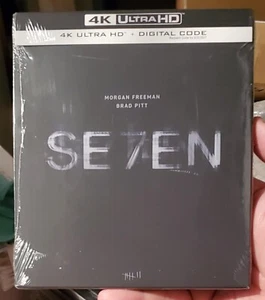 4K ULTRA HD
4K ULTRA HD + DIGITAL CODE
MORGAN FREEMAN
BRAD PITT
SE7EN